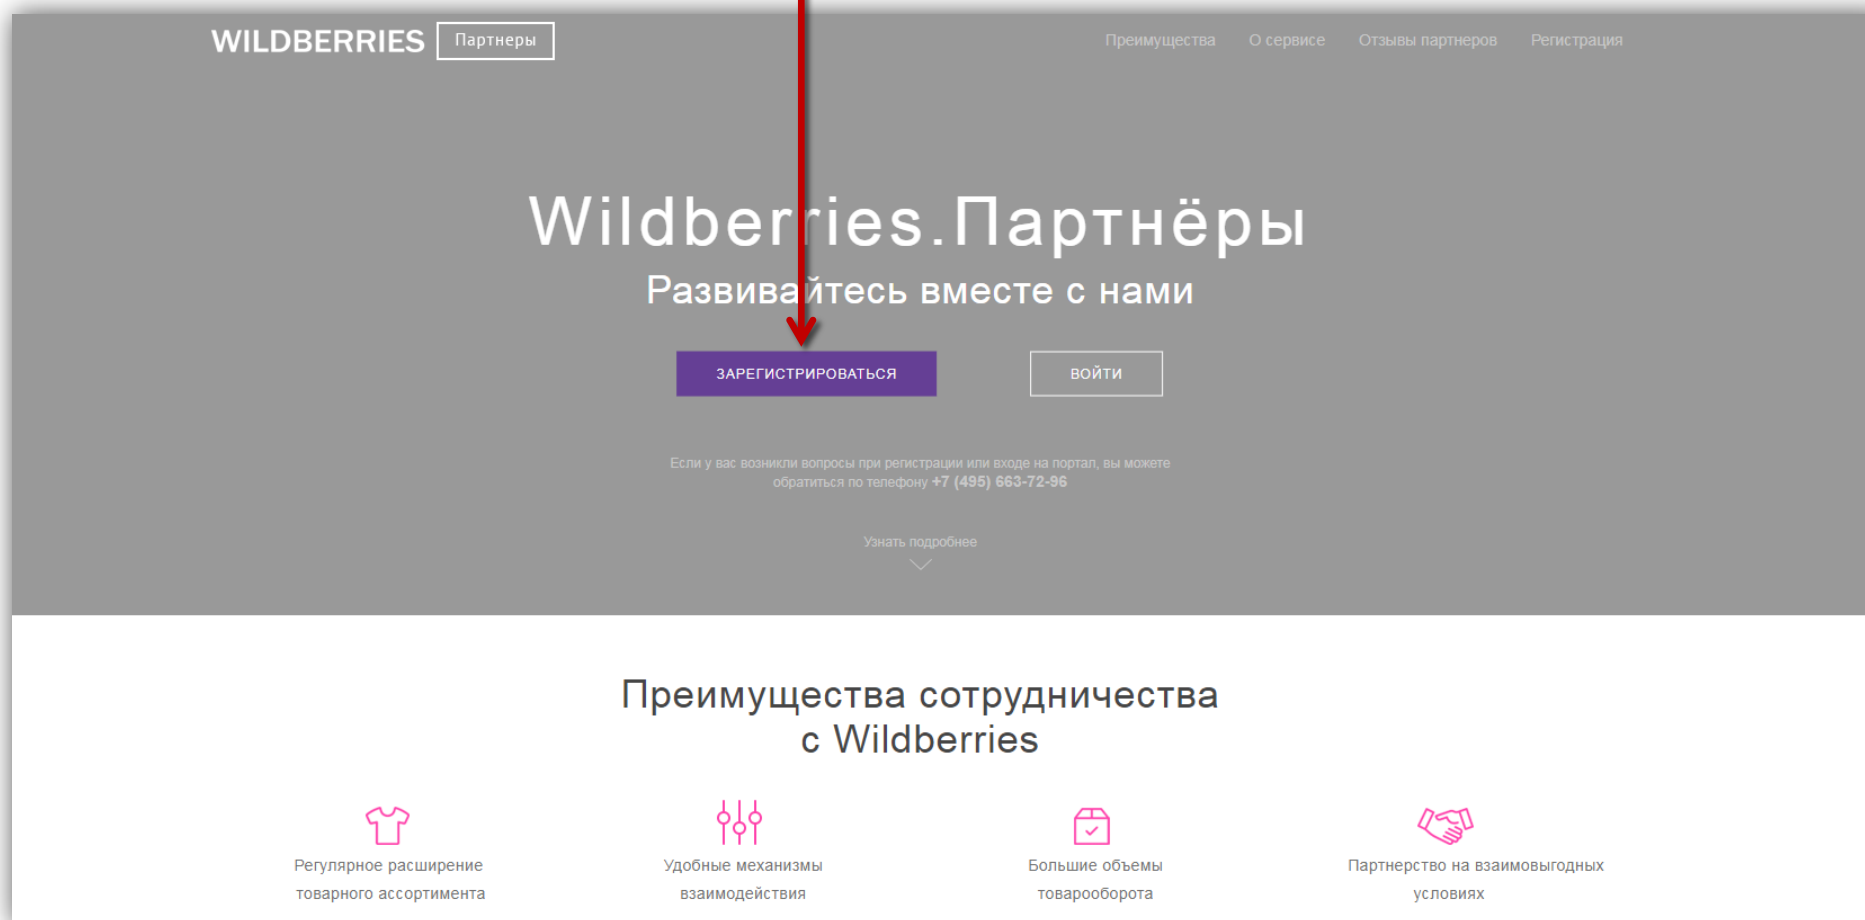 WILDBERRIES Партнеры
Преимущества О сервисе Отзывы партнеров Регистрация
Wildberries.Партнёры
Развивайтесь вместе с нами
ЗАРЕГИСТРИРОВАТЬСЯ ВОЙТИ
Если у вас возникли вопросы при регистрации или входе на портал, вы можете
обратиться по телефону +7 (495) 663-72-96
Узнать подробнее
Преимущества сотрудничества
с Wildberries
Регулярное расширение
товарного ассортимента
Удобные механизмы
взаимодействия
Большие объемы
товарооборота
Партнерство на взаимовыгодных
условиях